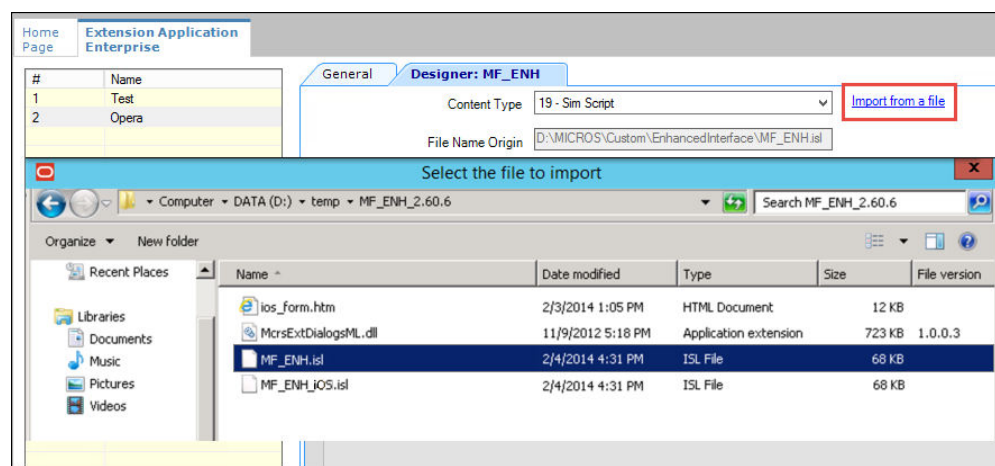 Home Page
Extension Application Enterprise
# Name
1 Test
2 Opera
General Designer: MF_ENH
Content Type 19 - Sim Script Import from a file
File Name Origin D:\MICROS\Custom\EnhancedInterface\MF_ENH.isl
Select the file to import x
Computer DATA (D:) temp MF_ENH_2.60.6 Search MF_ENH_2.60.6
Organize New folder
Recent Places
Libraries
Documents
Music
Pictures
Videos
Name Date modified Type Size File version
ios_form.htm 2/3/2014 1:05 PM HTML Document 12 KB
McrsExtDialogsML.dll 11/9/2012 5:18 PM Application extension 723 KB 1.0.0.3
MF_ENH.isl 2/4/2014 4:31 PM ISL File 68 KB
MF_ENH_iOS.isl 2/4/2014 4:31 PM ISL File 68 KB